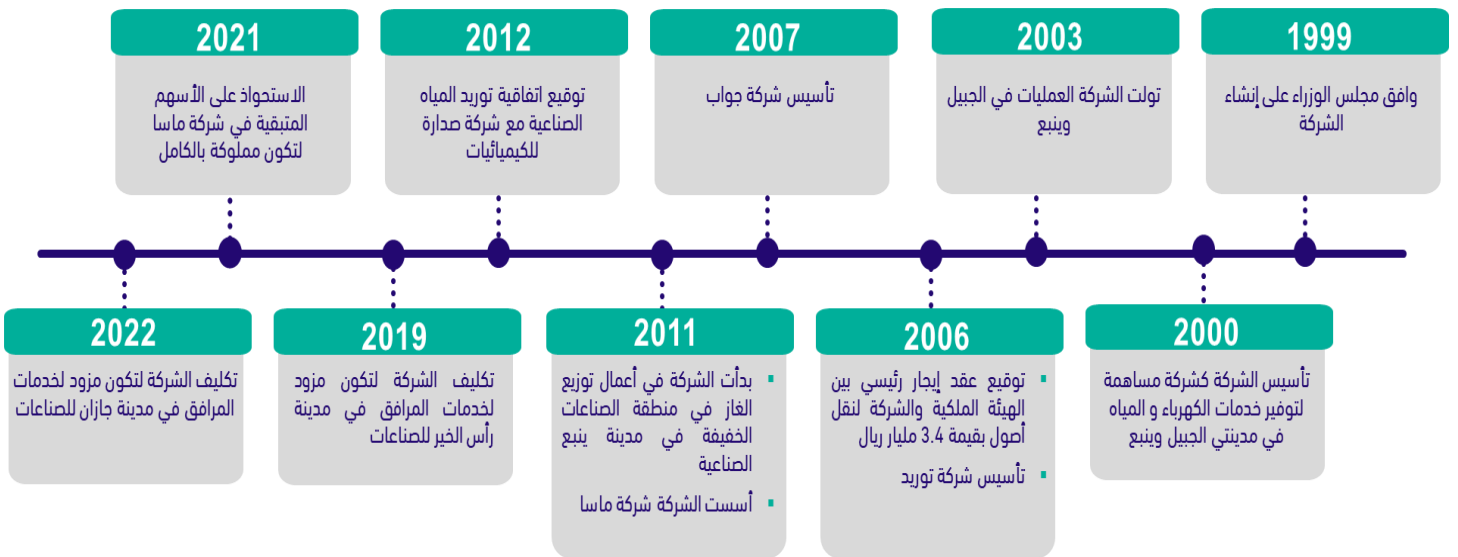 1999
وافق مجلس الوزراء على إنشاء
الشركة
2000
تأسيس الشركة كشركة مساهمة
لتوفير خدمات الكهرباء و المياه
في مدينتي الجبيل وينبع
2003
تولت الشركة العمليات في الجبيل
وينبع
2006
▪ توقيع عقد إيجار رئيسي بين
الهيئة الملكية والشركة لنقل
أصول بقيمة 3.4 مليار ريال
▪ تأسيس شركة توريد
2007
تأسيس شركة جواب
2011
▪ بدأت الشركة في أعمال توزيع
الغاز في منطقة الصناعات
الخفيفة في مدينة ينبع
الصناعية
▪ أسست الشركة شركة ماسا
2012
توقيع اتفاقية توريد المياه
الصناعية مع شركة صدارة
للكيميائيات
2019
تكليف الشركة لتكون مزود
لخدمات المرافق في مدينة
رأس الخير للصناعات
2021
الاستحواذ على الأسهم
المتبقية في شركة ماسا
لتكون مملوكة بالكامل
2022
تكليف الشركة لتكون مزود لخدمات
المرافق في مدينة جازان للصناعات